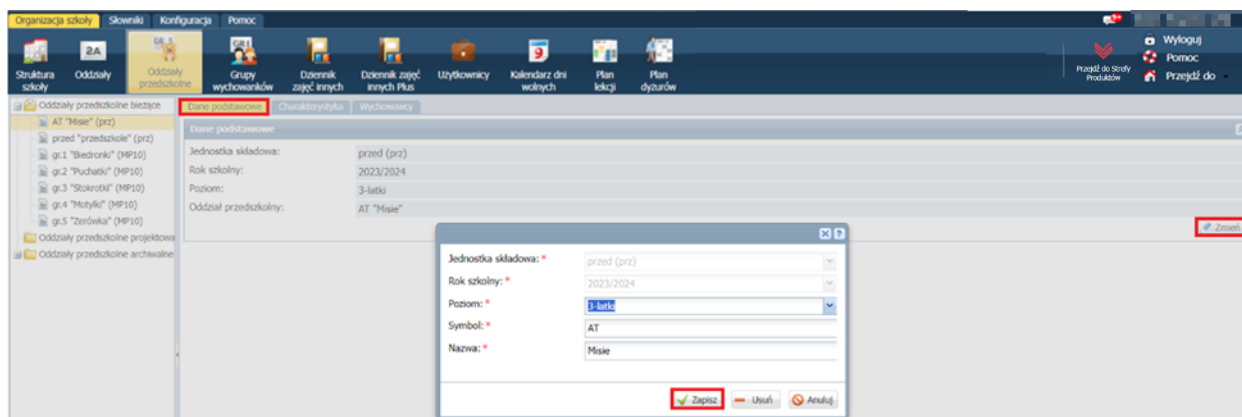 Organizacja szkoły Słowniki Konfiguracja Pomoc
Struktura szkoły
2A
Oddziały
GR 5
Oddziały przedszkolne
GR1
Grupy wychowanków
Dziennik zajęć innych
Dziennik zajęć innych Plus
Użytkownicy
9
Kalendarz dni wolnych
Plan lekcji
Plan dyżurów
Przejdź do Strefy Produktów
Wyloguj
Pomoc
Przejdź do
Oddziały przedszkolne bieżące
AT "Misie" (prz)
przed "przedszkole" (prz)
gr.1 "Biedronki" (MP10)
gr.2 "Puchatki" (MP10)
gr.3 "Stokrotki" (MP10)
gr.4 "Motylki" (MP10)
gr.5 "Zerówka" (MP10)
Oddziały przedszkolne projektowa
Oddziały przedszkolne archiwalne
Dane podstawowe Charakterystyka Wychowawcy
Dane podstawowe
Jednostka składowa: przed (prz)
Rok szkolny: 2023/2024
Poziom: 3-latki
Oddział przedszkolny: AT "Misie"
Zmień
Jednostka składowa: * przed (prz)
Rok szkolny: * 2023/2024
Poziom: * 3-latki
Symbol: * AT
Nazwa: * Misie
Zapisz Usuń Anuluj